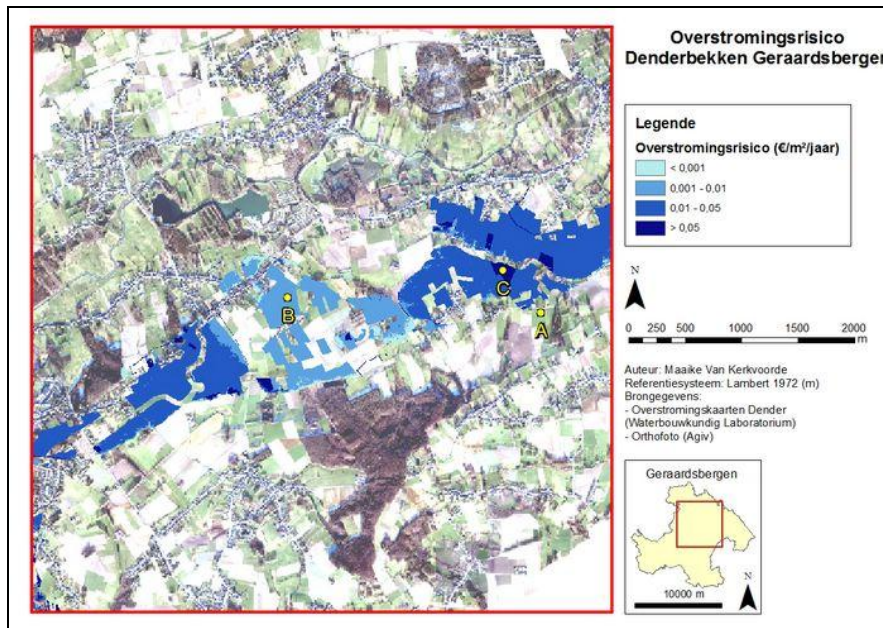 Overstromingsrisico
Denderbekken Geraardsbergen
Legende
Overstromingsrisico (€/m²/jaar)
< 0,001
0,001 - 0,01
0,01 - 0,05
> 0,05
C
B
A
N
0 250 500 1000 1500 2000
m
Auteur: Maaike Van Kerkvoorde
Referentiesysteem: Lambert 1972 (m)
Brongegevens:
- Overstromingskaarten Dender
(Waterbouwkundig Laboratorium)
- Orthofoto (Agiv)
Geraardsbergen
N
10000 m